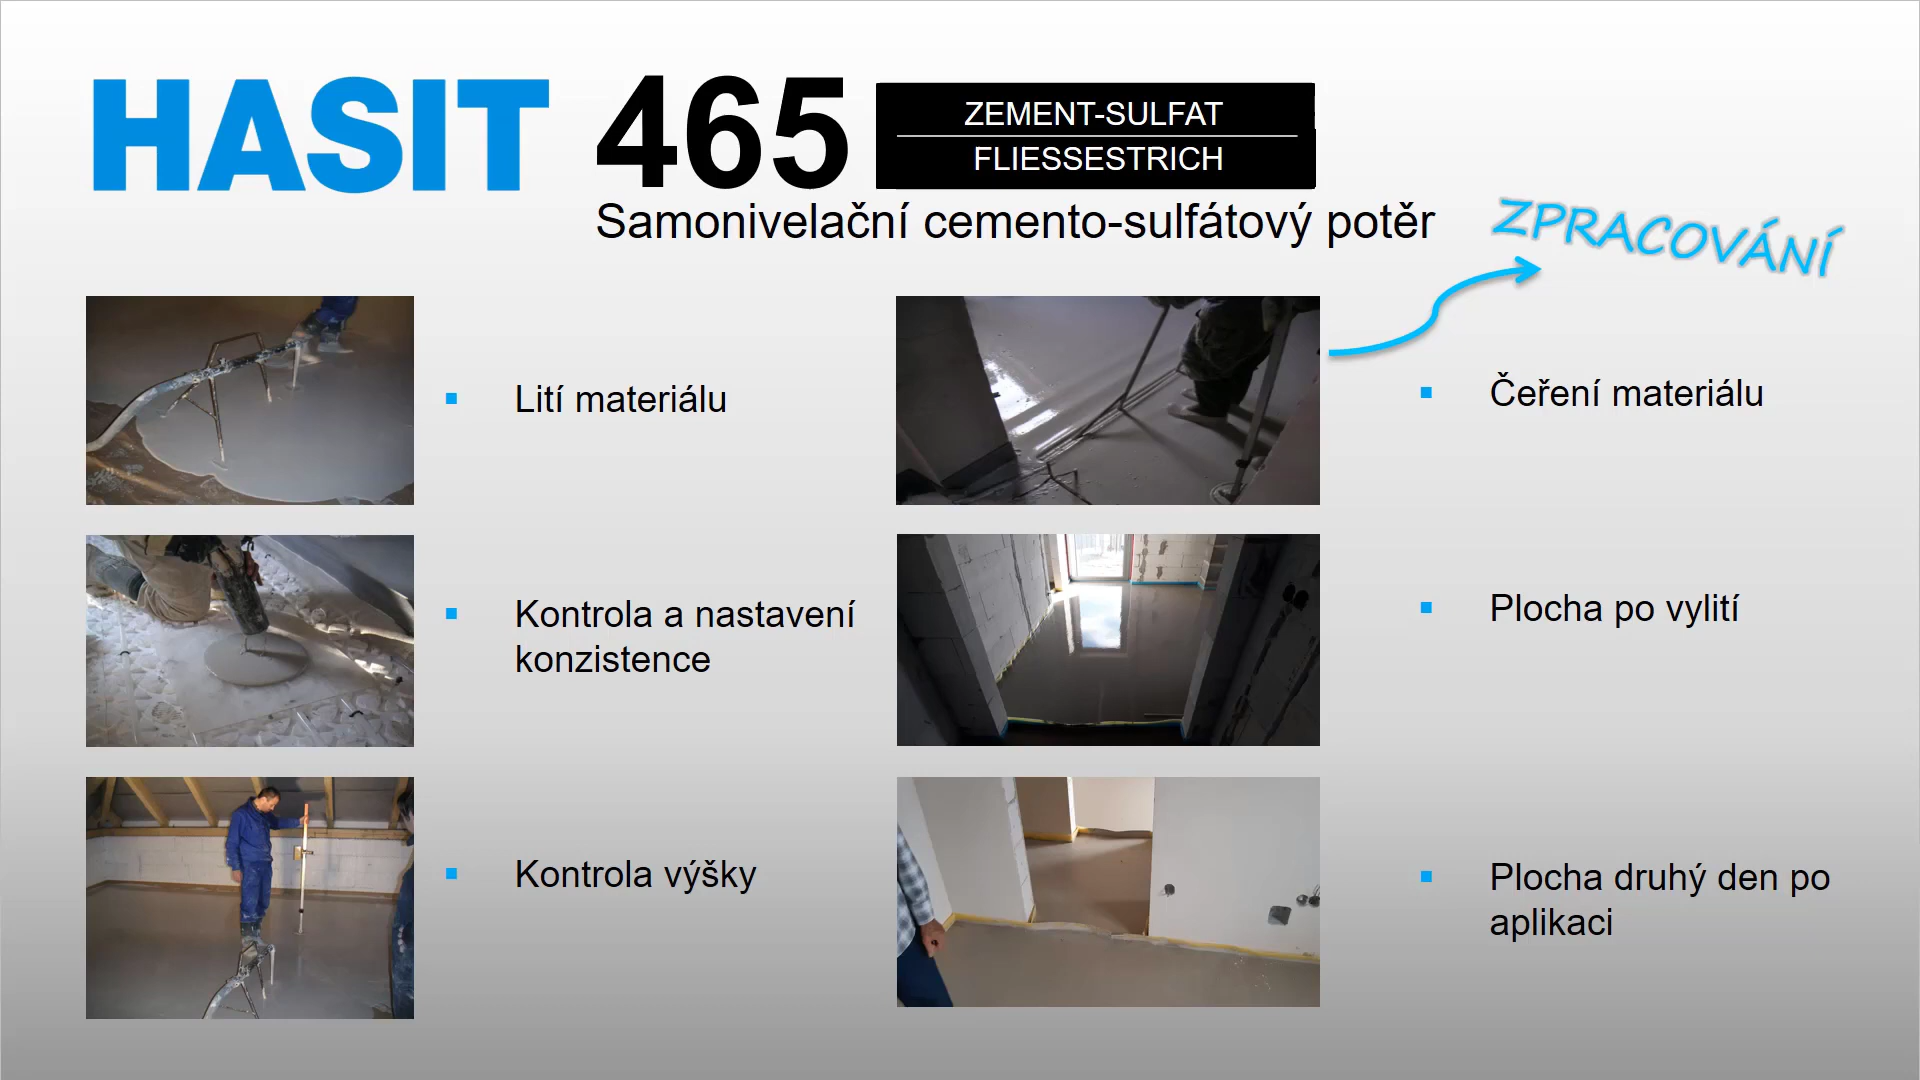 HASIT 465
ZEMENT-SULFAT
FLIESSESTRICH
Samonivelační cemento-sulfátový potěr
ZPRACOVÁNÍ
Lití materiálu
Kontrola a nastavení
konzistence
Kontrola výšky
Čeření materiálu
Plocha po vylití
Plocha druhý den po
aplikaci